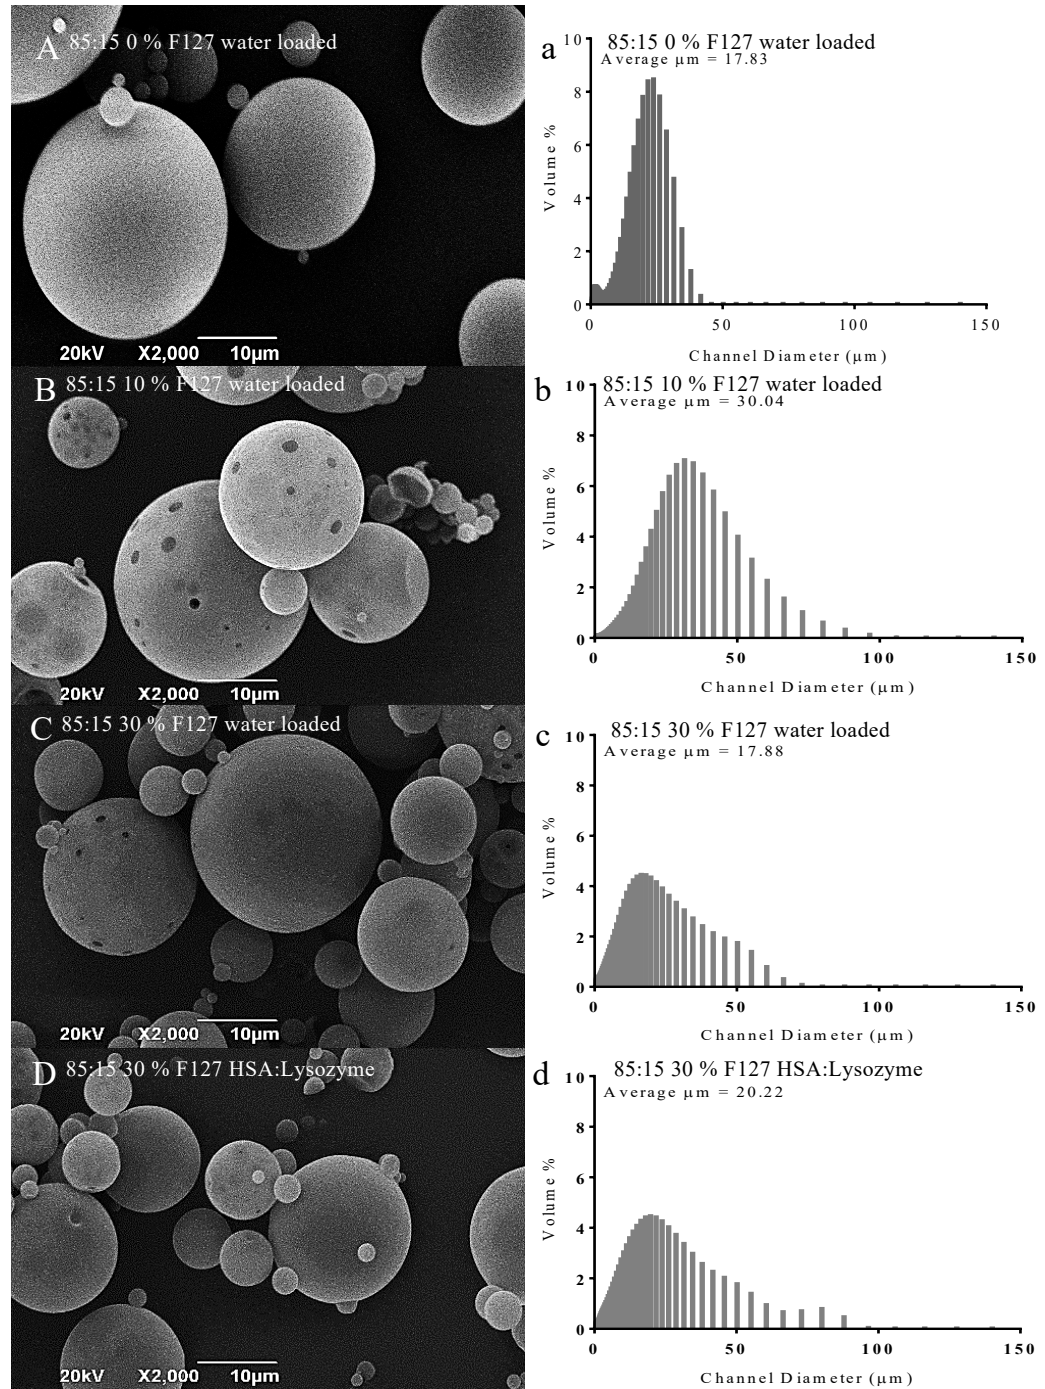 A 85:15 0 % F127 water loaded
20kV X2,000 10μm
a 85:15 0 % F127 water loaded
Average μm = 17.83
Volume %
10
8
6
4
2
0
0 50 100 150
Channel Diameter (μm)
B 85:15 10 % F127 water loaded
20kV X2,000 10μm
b 85:15 10 % F127 water loaded
Average μm = 30.04
Volume %
10
8
6
4
2
0
0 50 100 150
Channel Diameter (μm)
C 85:15 30 % F127 water loaded
20kV X2,000 10μm
c 85:15 30 % F127 water loaded
Average μm = 17.88
Volume %
10
8
6
4
2
0
0 50 100 150
Channel Diameter (μm)
D 85:15 30 % F127 HSA:Lysozyme
20kV X2,000 10μm
d 85:15 30 % F127 HSA:Lysozyme
Average μm = 20.22
Volume %
10
8
6
4
2
0
0 50 100 150
Channel Diameter (μm)